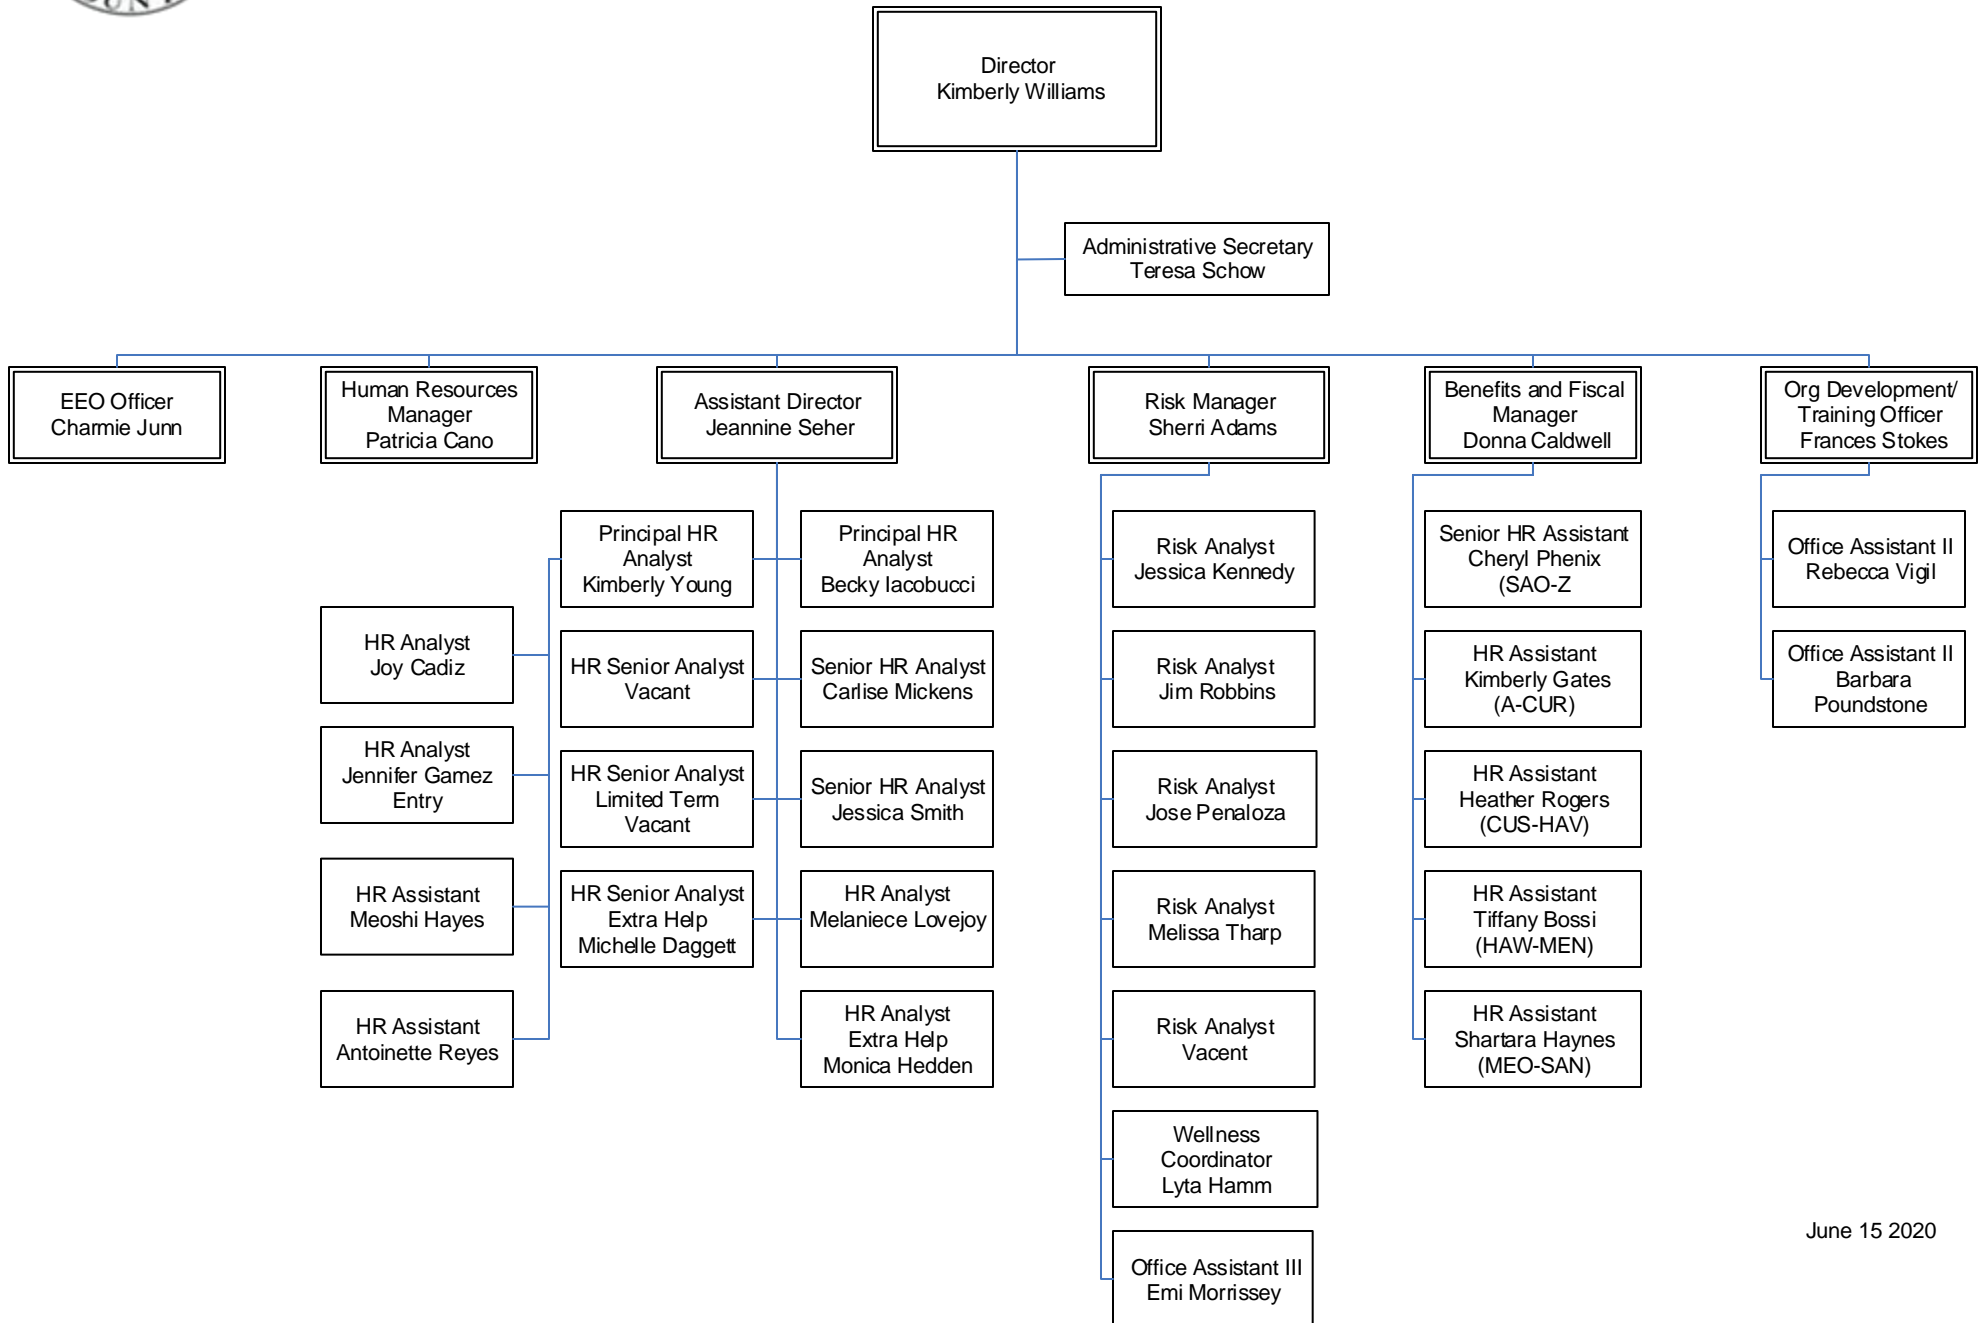 Director
Kimberly Williams
Administrative Secretary
Teresa Schow
EEO Officer
Charmie Junn
Human Resources
Manager
Patricia Cano
Assistant Director
Jeannine Seher
Risk Manager
Sherri Adams
Benefits and Fiscal
Manager
Donna Caldwell
Org Development/
Training Officer
Frances Stokes
HR Analyst
Joy Cadiz
HR Analyst
Jennifer Gamez
Entry
HR Assistant
Meoshi Hayes
HR Assistant
Antoinette Reyes
Principal HR
Analyst
Kimberly Young
HR Senior Analyst
Vacant
HR Senior Analyst
Limited Term
Vacant
HR Senior Analyst
Extra Help
Michelle Daggett
Principal HR
Analyst
Becky Iacobucci
Senior HR Analyst
Carlise Mickens
Senior HR Analyst
Jessica Smith
HR Analyst
Melaniece Lovejoy
HR Analyst
Extra Help
Monica Hedden
Risk Analyst
Jessica Kennedy
Risk Analyst
Jim Robbins
Risk Analyst
Jose Penaloza
Risk Analyst
Melissa Tharp
Risk Analyst
Vacent
Wellness
Coordinator
Lyta Hamm
Office Assistant III
Emi Morrissey
Senior HR Assistant
Cheryl Phenix
(SAO-Z
HR Assistant
Kimberly Gates
(A-CUR)
HR Assistant
Heather Rogers
(CUS-HAV)
HR Assistant
Tiffany Bossi
(HAW-MEN)
HR Assistant
Shartara Haynes
(MEO-SAN)
Office Assistant II
Rebecca Vigil
Office Assistant II
Barbara
Poundstone
June 15 2020